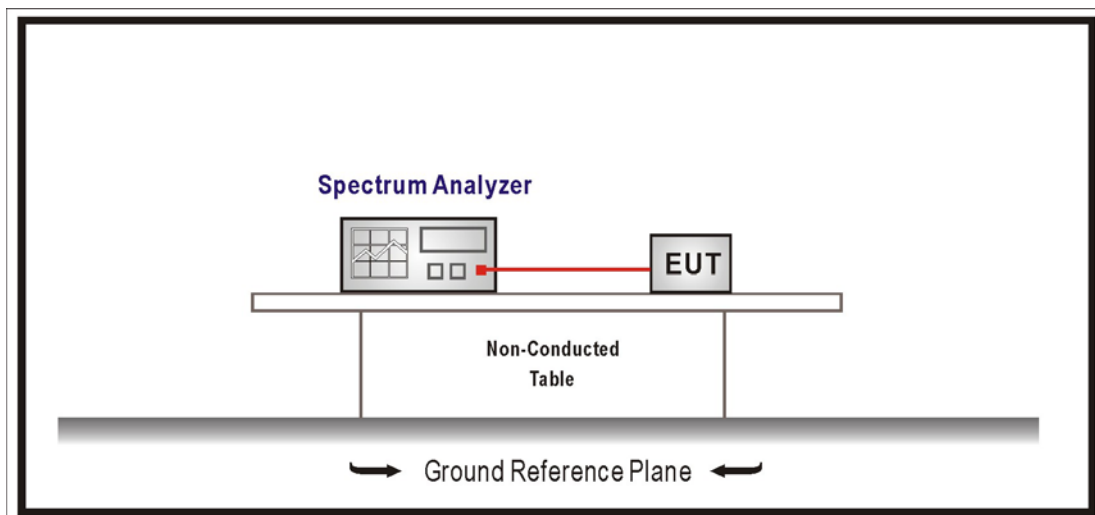 Spectrum Analyzer
EUT
Non-Conducted
Table
Ground Reference Plane